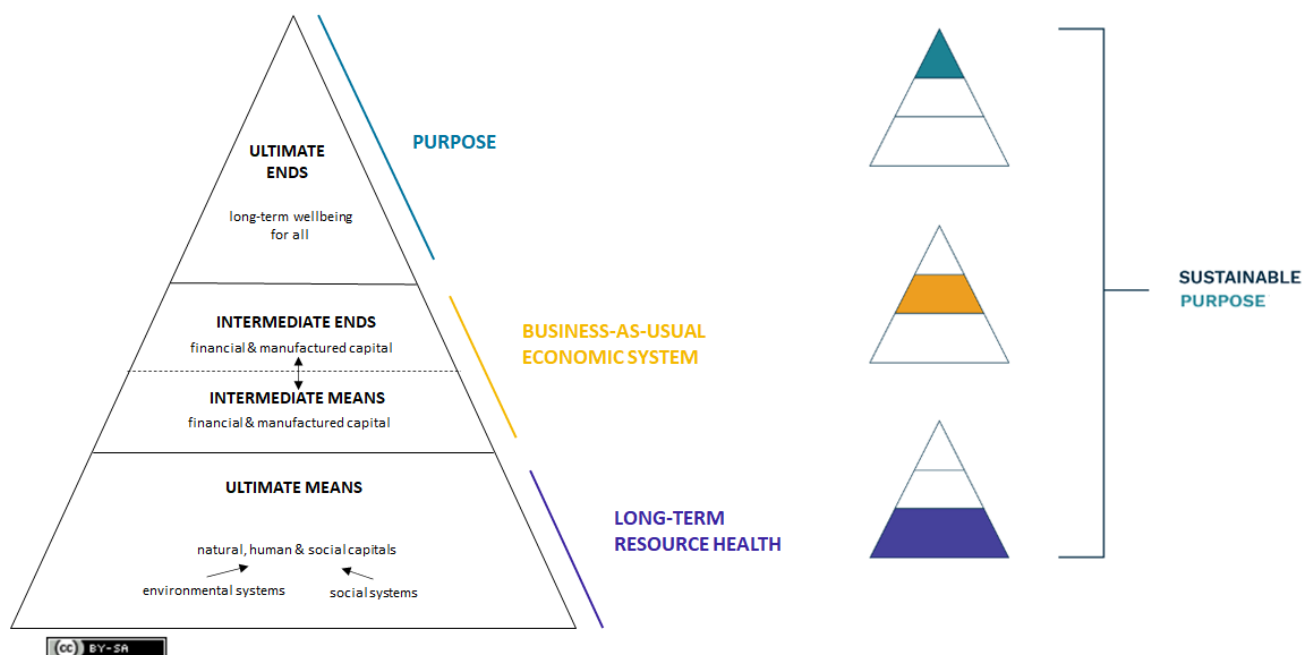 ULTIMATE
ENDS
long-term wellbeing
for all
PURPOSE
INTERMEDIATE ENDS
financial & manufactured capital
INTERMEDIATE MEANS
financial & manufactured capital
BUSINESS-AS-USUAL
ECONOMIC SYSTEM
ULTIMATE MEANS
natural, human & social capitals
environmental systems
social systems
LONG-TERM
RESOURCE HEALTH
SUSTAINABLE
PURPOSE
cc BY-SA